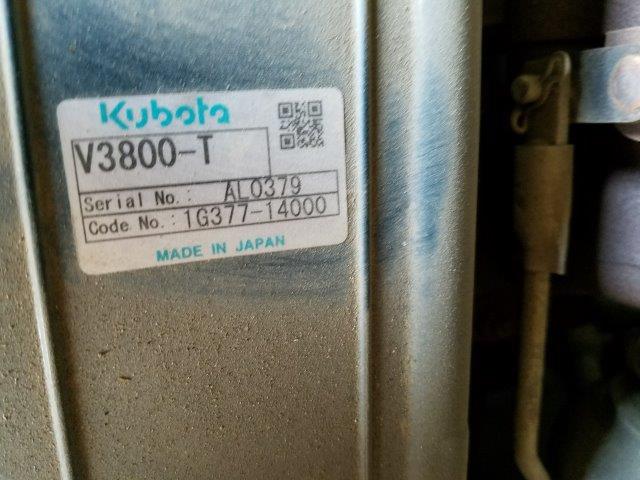 Kubota
V3800-T
Serial No.: AL0379
Code No.: 1G377-14000
MADE IN JAPAN